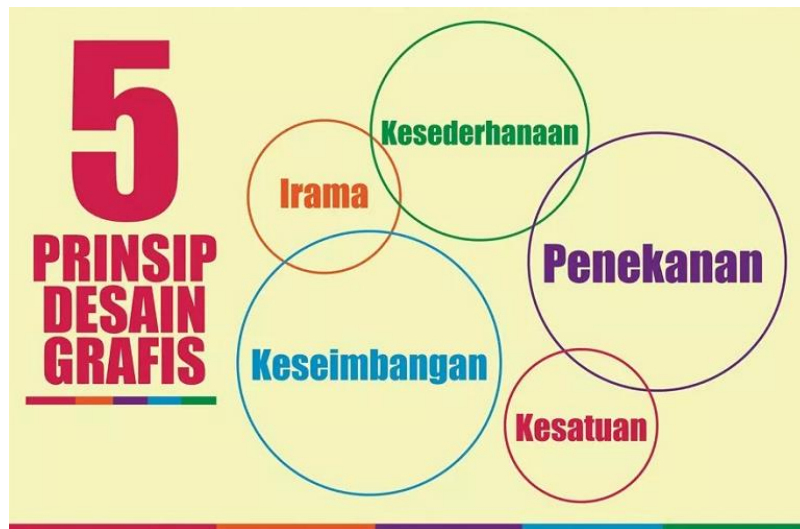 5
PRINSIP
DESAIN
GRAFIS
Kesederhanaan
Irama
Penekanan
Keseimbangan
Kesatuan